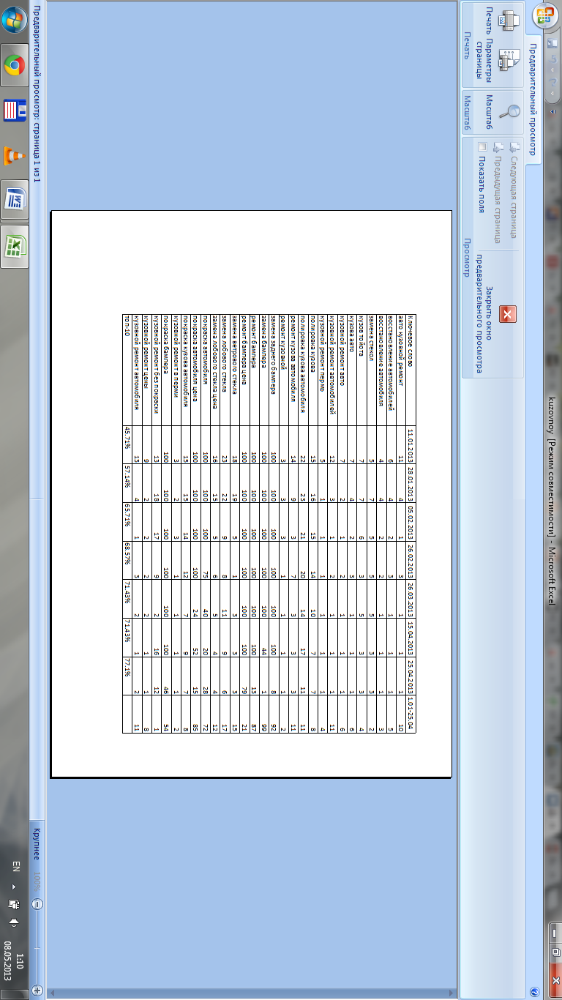 kuzovnoy [Режим совместимости] - Microsoft Excel
Предварительный просмотр
Печать Параметры страницы
Масштаб
Следующая страница
Предыдущая страница
Показать поля
Закрыть окно предварительного просмотра
Печать Масштаб Просмотр
Ключевое слово 11.01.2013 28.01.2013 05.02.2013 26.02.2013 26.03.2013 15.04.2013 25.04.2013 1.01-25.04
авто кузовной ремонт 11 4 1 3 1 1 1 10
восстановление автомобилей 6 4 2 1 1 1 1 5
восстановление автомобиля 4 4 2 2 3 1 1 3
замена стекол 5 7 5 5 5 3 3 2
кузов тойота 7 7 6 3 5 3 3 4
кузова авто 7 4 2 3 1 1 1 6
кузовной ремонт авто 7 2 1 2 1 1 1 6
кузовной ремонт автомобилей 12 3 1 2 1 1 1 11
кузовной ремонт пермь 5 1 1 1 1 1 1 4
полировка кузова 15 16 15 14 10 7 7 8
полировка кузова автомобиля 22 23 21 20 14 17 11 11
ремонт кузова автомобиля 14 9 3 7 3 3 3 11
ремонт кузовной 3 3 3 1 1 1 1 2
замена заднего бампера 100 100 100 100 100 100 8 92
замена бампера 100 100 100 100 100 44 1 99
ремонт бампера 100 100 100 100 100 100 13 87
ремонт бампера цена 100 100 100 100 100 100 79 21
замена ветрового стекла 18 19 5 1 3 3 3 15
замена лобового стекла 23 22 9 8 11 9 6 17
замена лобового стекла цена 16 15 5 6 5 4 4 12
покраска автомобиля 100 100 100 75 40 20 28 72
покраска автомобиля цена 100 100 100 100 24 52 15 85
покраска кузова автомобиля 15 15 14 12 7 9 7 8
кузовной ремонт в перми 3 2 3 1 1 1 1 2
покраска бампера 100 100 100 100 100 100 46 54
кузовной ремонт без покраски 13 18 17 9 2 16 12 1
кузовной ремонт цены 9 2 2 2 2 1 1 8
кузовной ремонт автомобиля 13 4 1 3 2 1 2 11
топ-10 45.71% 57.14% 65.71% 68.57% 71.43% 71.43% 77.1%
Предварительный просмотр: страница 1 из 1
Крупнее 100%
EN
1:10
08.05.2013